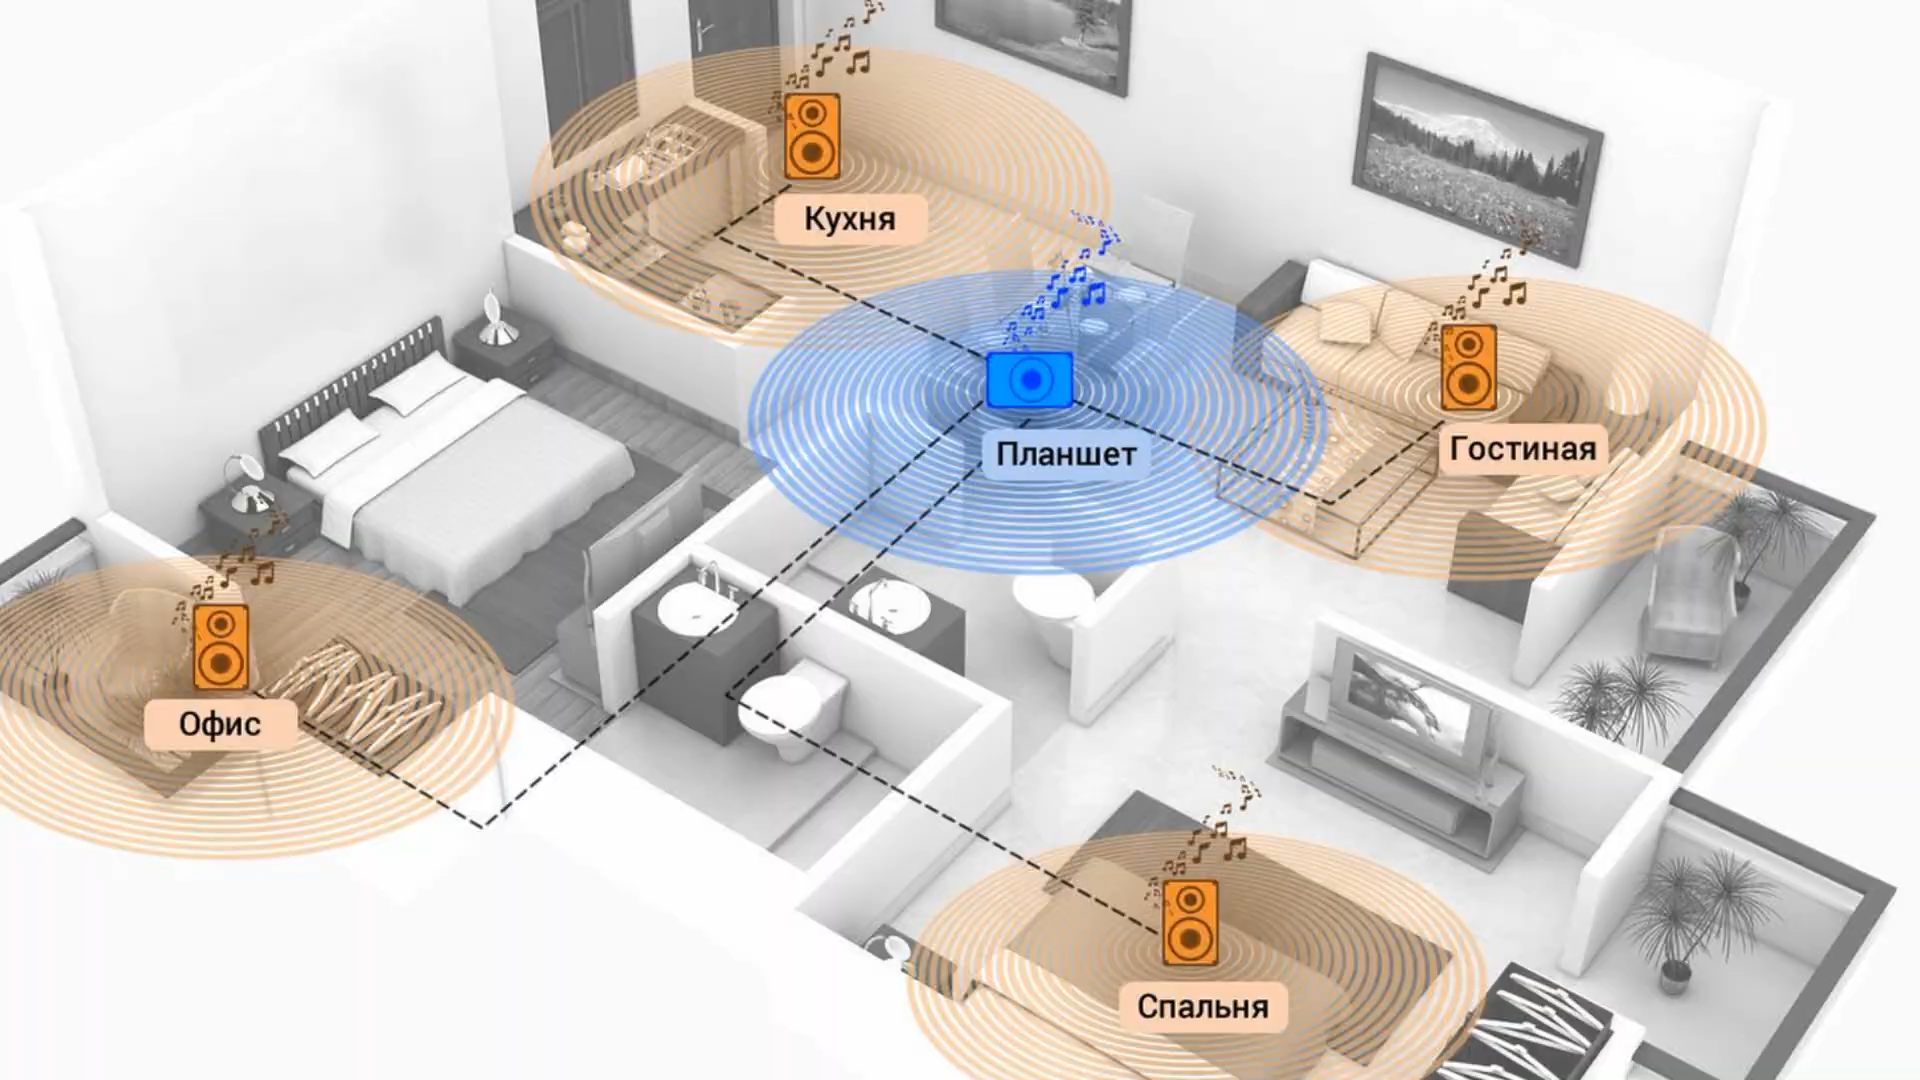 Кухня
Планшет
Гостиная
Офис
Спальня